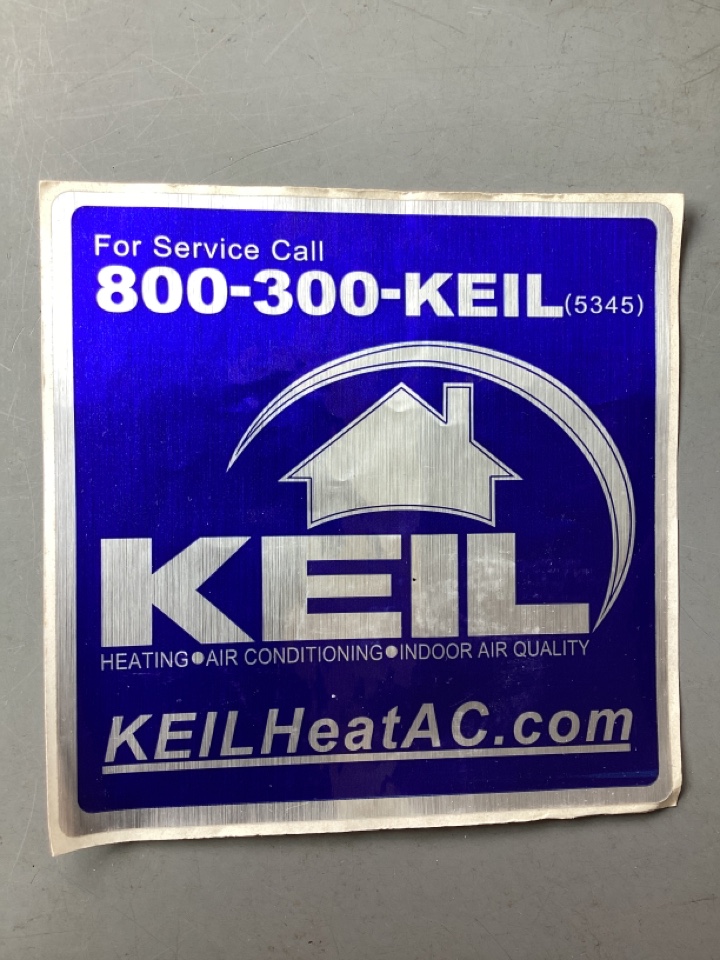 For Service Call
800-300-KEIL(5345)
KEIL
HEATING●AIR CONDITIONING●INDOOR AIR QUALITY
KEILHeatAC.com